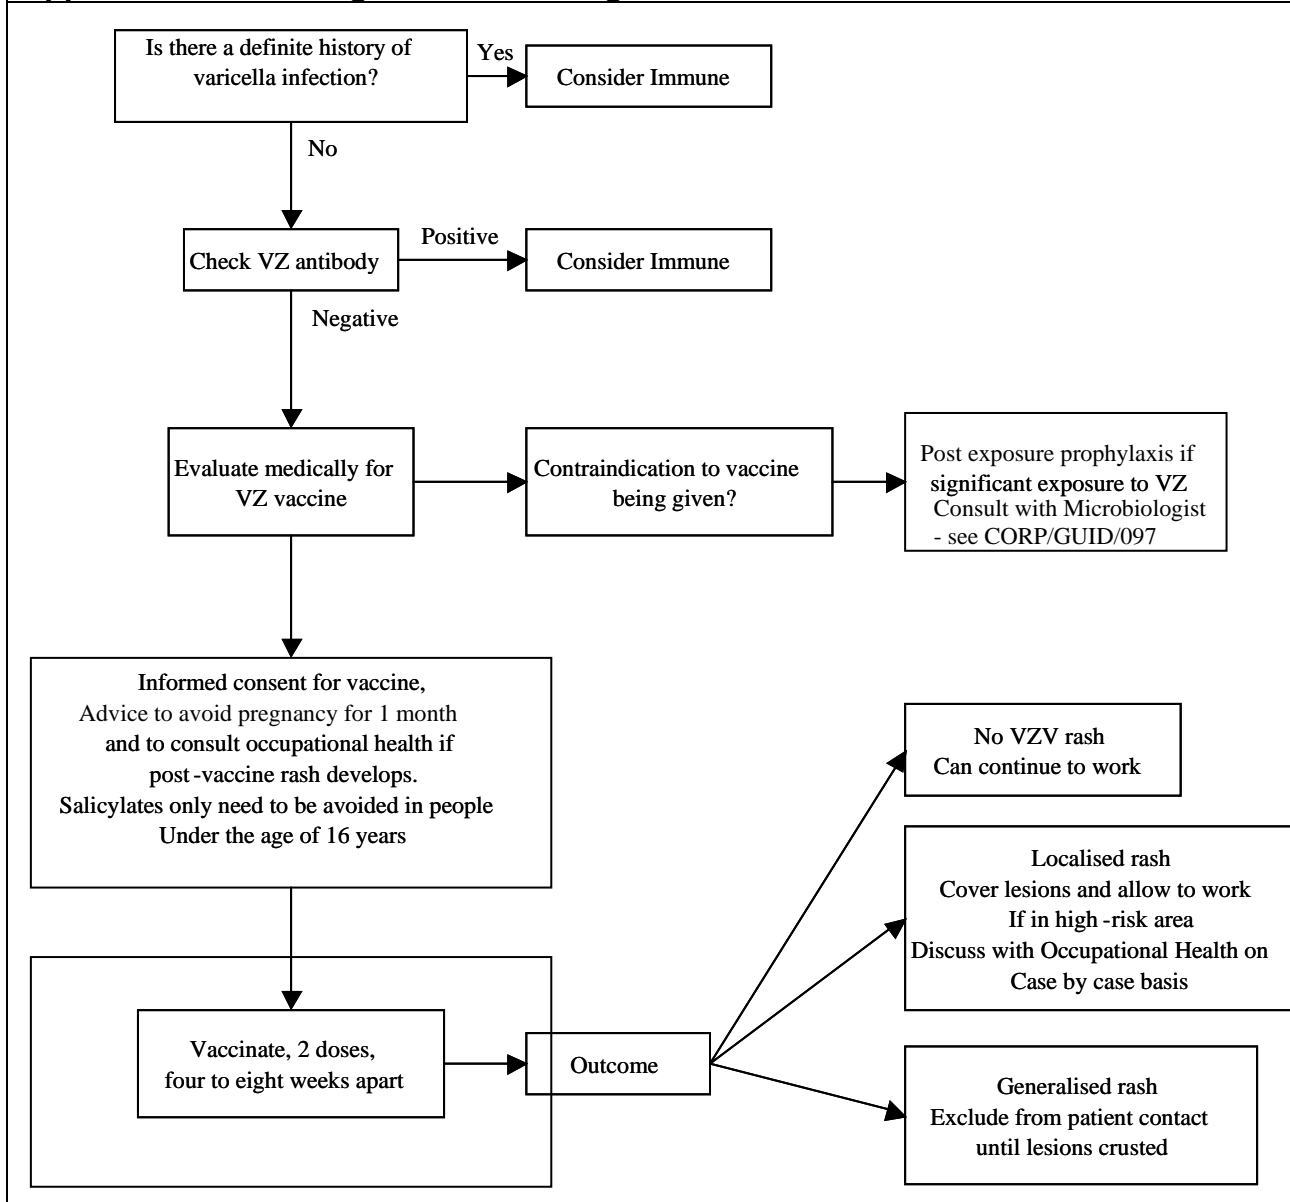 Is there a definite history of
varicella infection?
Yes
Consider Immune
No
Check VZ antibody
Positive
Consider Immune
Negative
Evaluate medically for
VZ vaccine
Contraindication to vaccine
being given?
Post exposure prophylaxis if
significant exposure to VZ
Consult with Microbiologist
- see CORP/GUID/097
Informed consent for vaccine,
Advice to avoid pregnancy for 1 month
and to consult occupational health if
post-vaccine rash develops.
Salicylates only need to be avoided in people
Under the age of 16 years
No VZV rash
Can continue to work
Localised rash
Cover lesions and allow to work
If in high-risk area
Discuss with Occupational Health on
Case by case basis
Vaccinate, 2 doses,
four to eight weeks apart
Outcome
Generalised rash
Exclude from patient contact
until lesions crusted